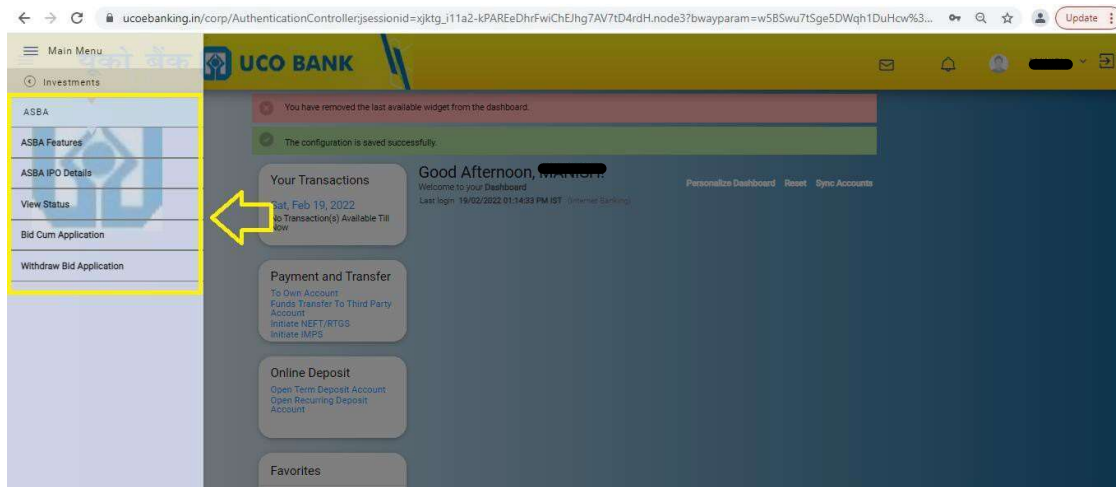 ucoebanking.in/corp/AuthenticationController;jsessionid=xjktg_i11a2-kPAREeDhrFwiChEJhg7AV7tD4rdH.node3?bwayparam=w5BSwu7tSge5DWqh1DuHcw%3...
Update
Main Menu
यूको बैंक
UCO BANK
Investments
ASBA
ASBA Features
ASBA IPO Details
View Status
Bid Cum Application
Withdraw Bid Application
You have removed the last available widget from the dashboard.
The configuration is saved successfully.
Your Transactions
Sat, Feb 19, 2022
No Transaction(s) Available Till
Now
Good Afternoon,
Welcome to your Dashboard
Last login 19/02/2022 01:14:33 PM IST (Internet Banking)
Personalize Dashboard Reset Sync Accounts
Payment and Transfer
To Own Account
Funds Transfer To Third Party
Account
Initiate NEFT/RTGS
Initiate IMPS
Online Deposit
Open Term Deposit Account
Open Recurring Deposit
Account
Favorites